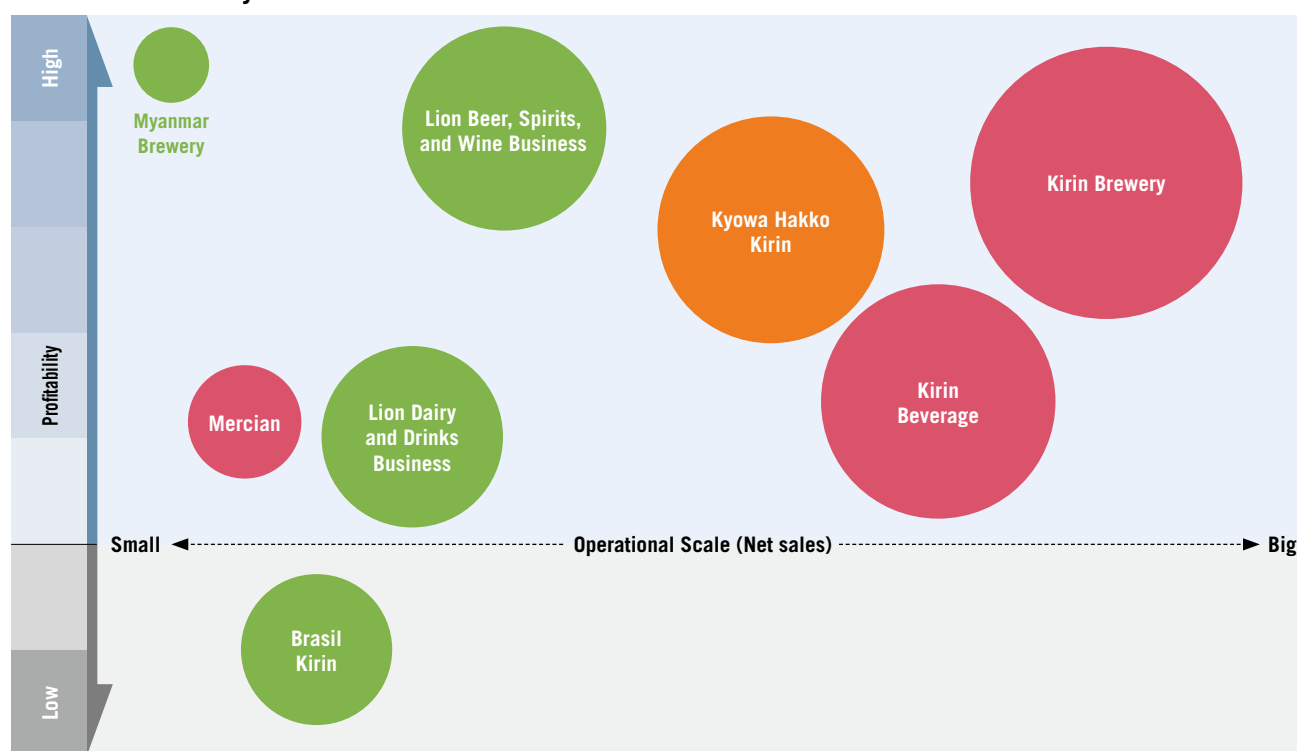 High
Myanmar
Brewery
Lion Beer, Spirits,
and Wine Business
Kirin Brewery
Kyowa Hakko
Kirin
Profitability
Mercian
Lion Dairy
and Drinks
Business
Kirin
Beverage
Small
Operational Scale (Net sales)
Big
Brasil
Kirin
Low